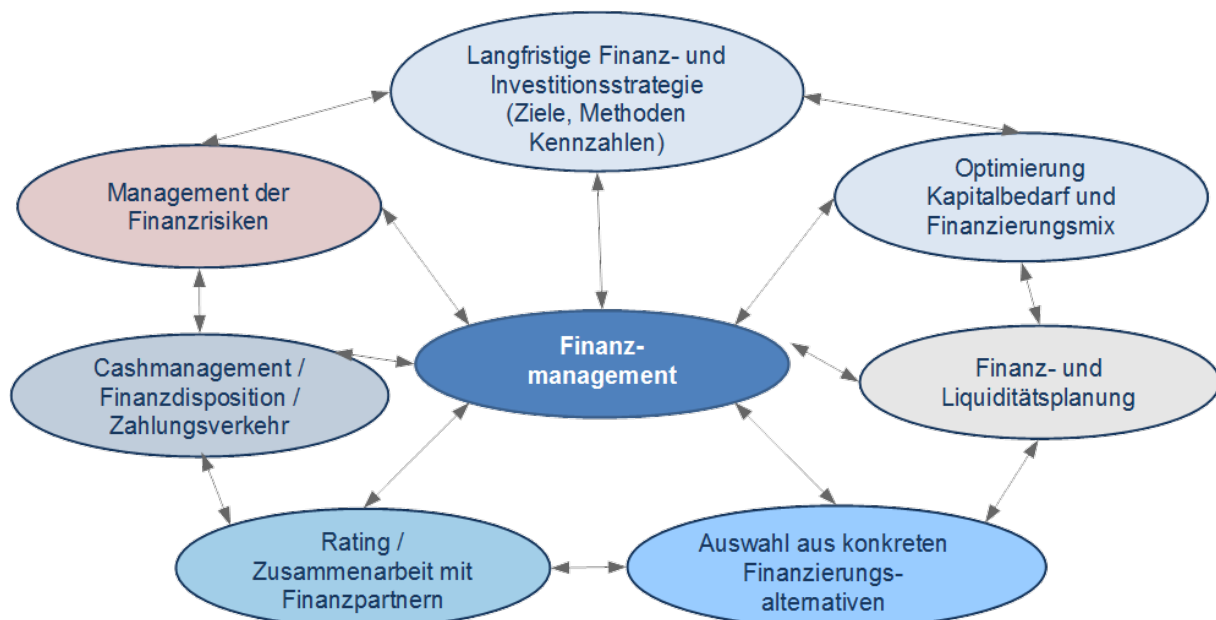 Langfristige Finanz- und
Investitionsstrategie
(Ziele, Methoden
Kennzahlen)
Optimierung
Kapitalbedarf und
Finanzierungsmix
Management der
Finanzrisiken
Finanz-
management
Cashmanagement /
Finanzdisposition /
Zahlungsverkehr
Finanz- und
Liquiditätsplanung
Rating /
Zusammenarbeit mit
Finanzpartnern
Auswahl aus konkreten
Finanzierungs-
alternativen